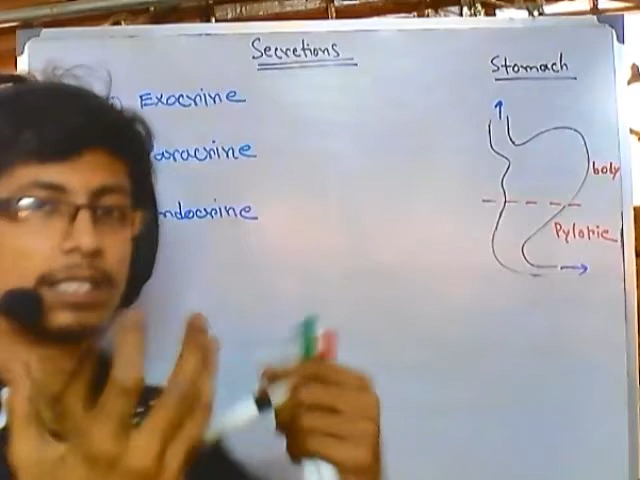 Secretions
Stomach
Exocrine
Paracrine
Endocrine
body
Pyloric